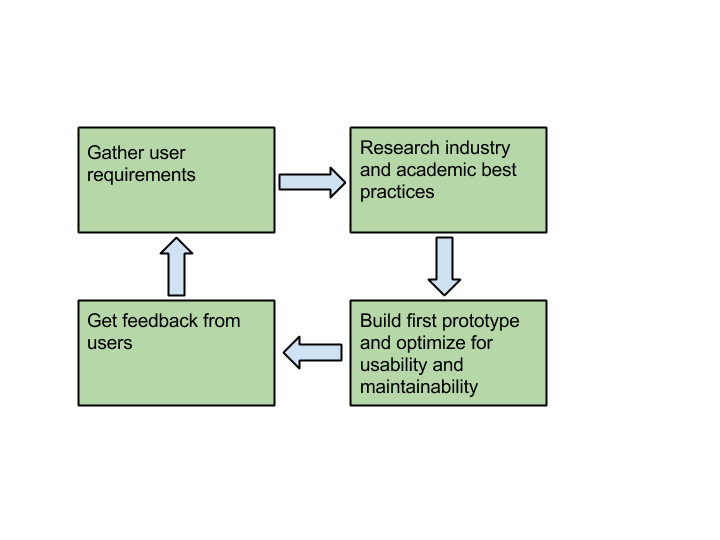 Gather user
requirements
Research industry
and academic best
practices
Get feedback from
users
Build first prototype
and optimize for
usability and
maintainability